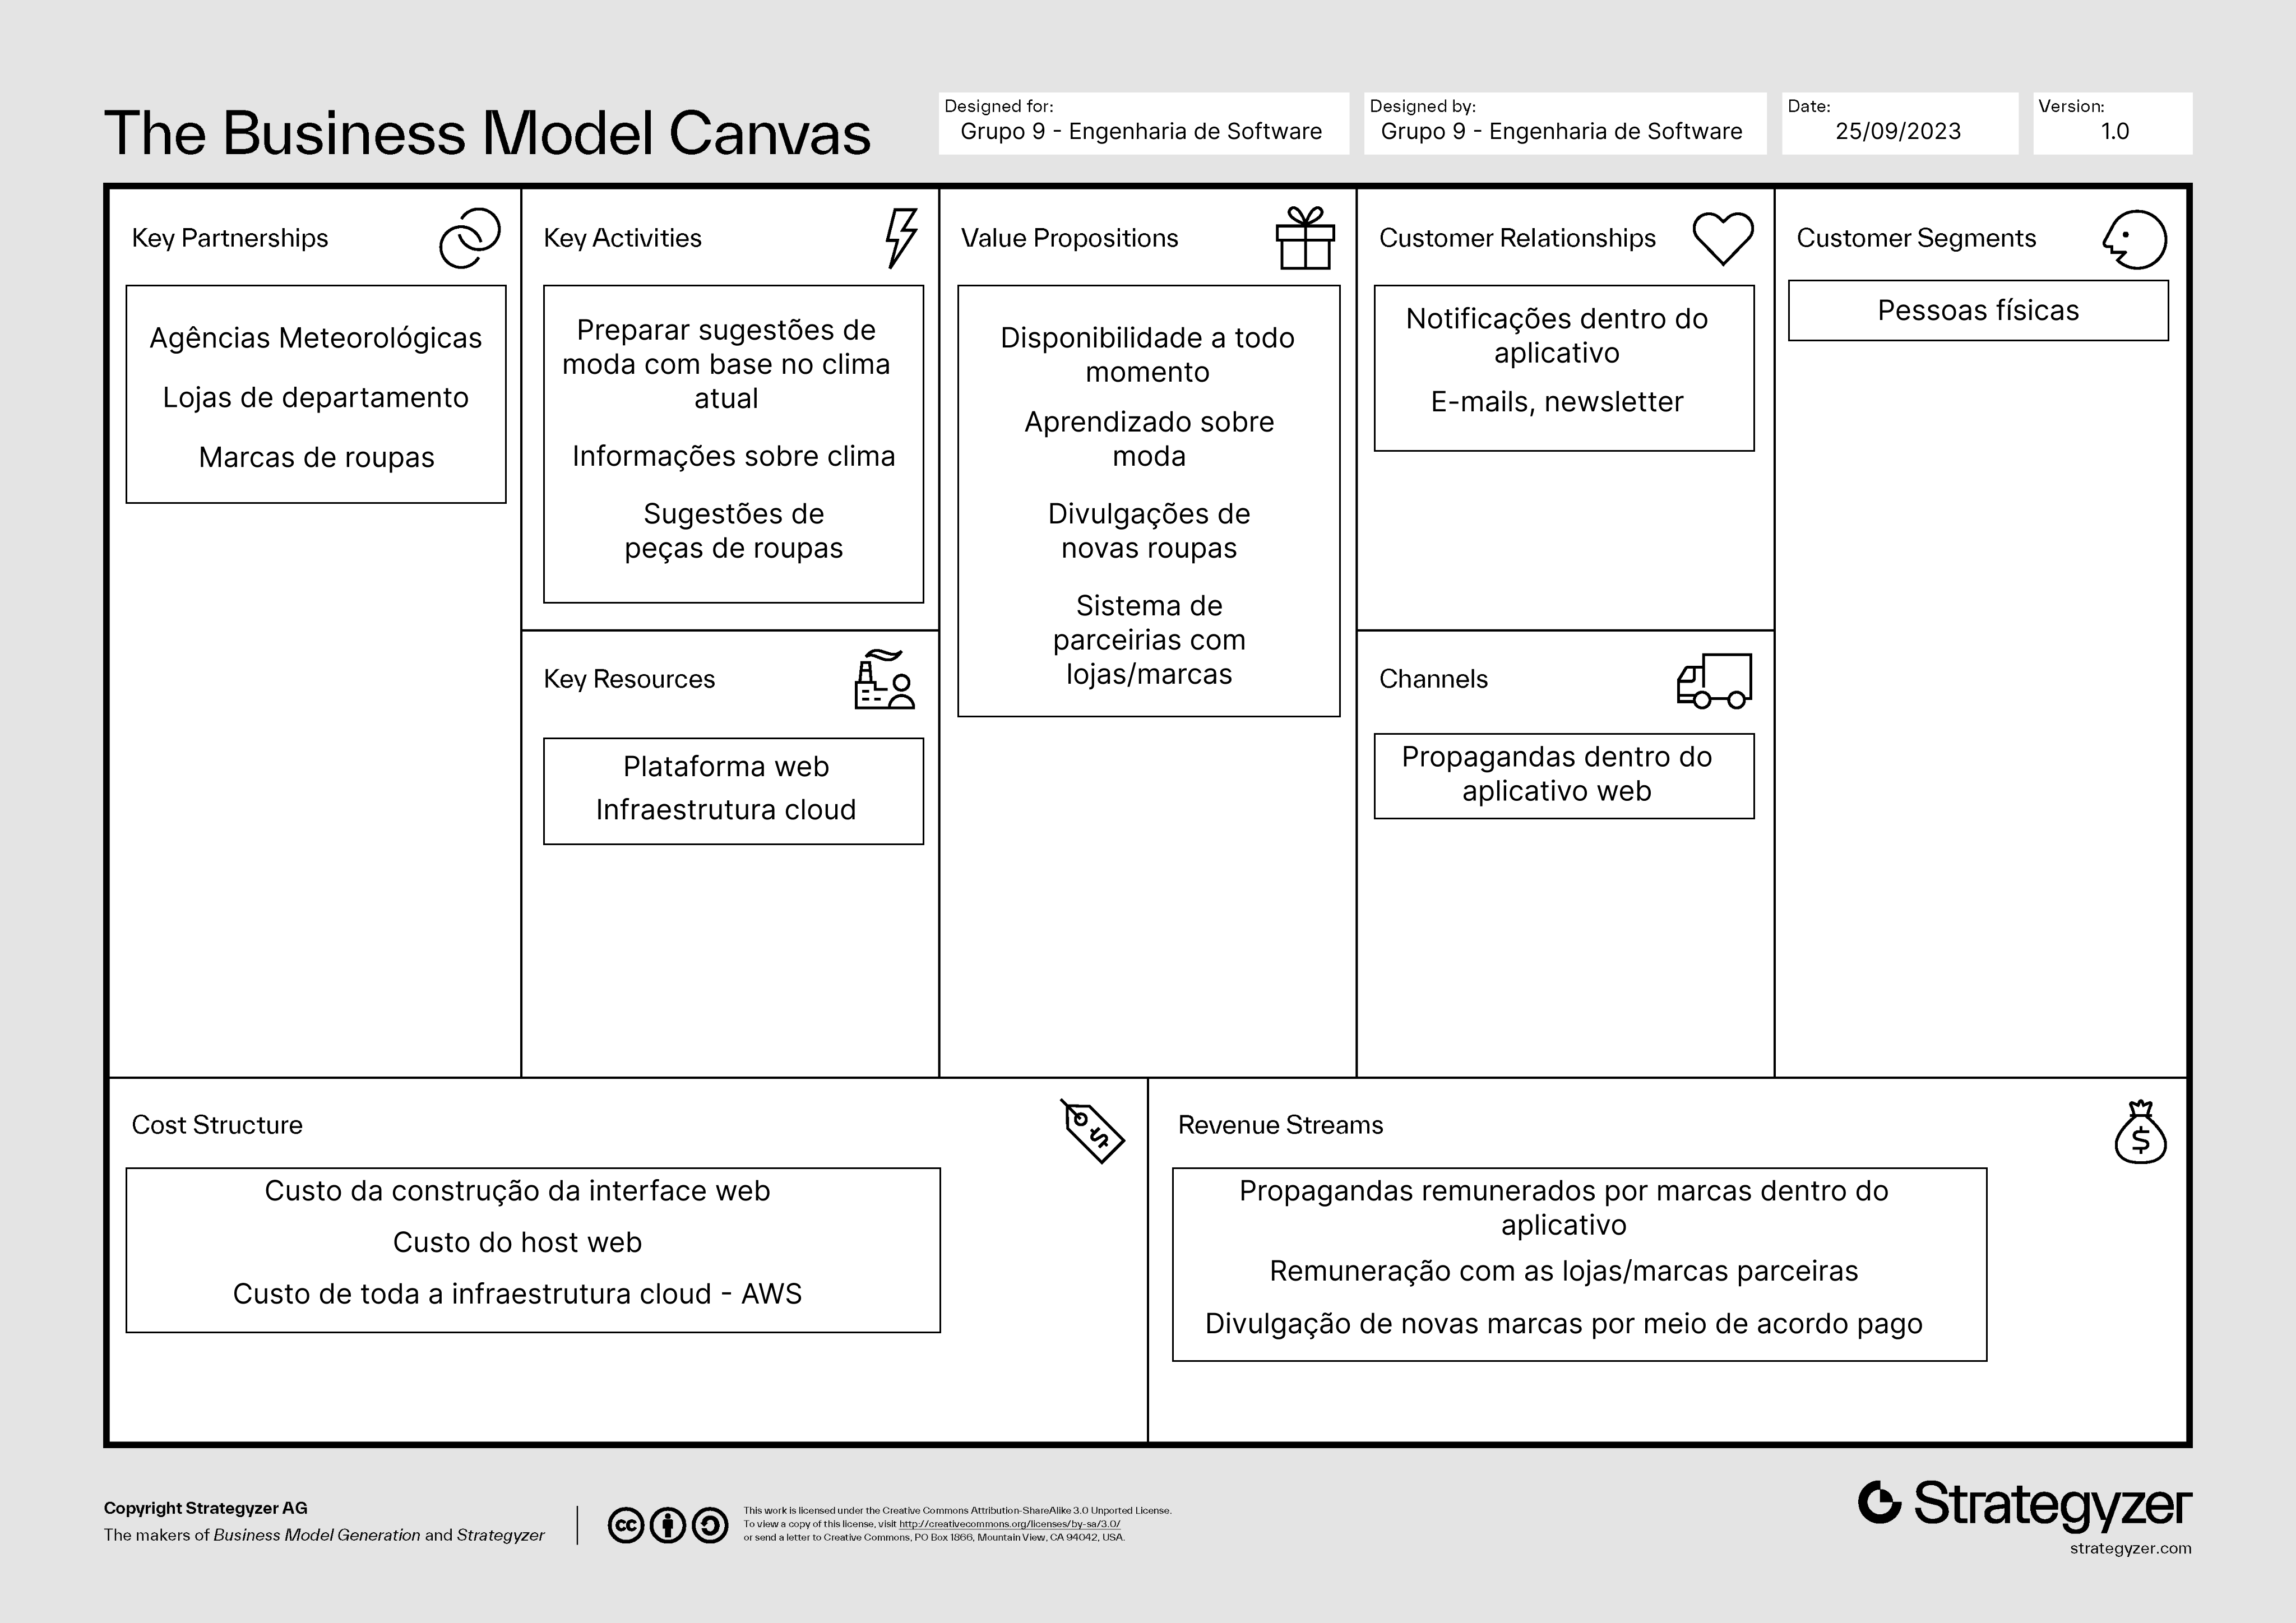 The Business Model Canvas
Designed for:
Grupo 9 - Engenharia de Software
Designed by:
Grupo 9 - Engenharia de Software
Date:
25/09/2023
Version:
1.0
Key Partnerships
Agências Meteorológicas
Lojas de departamento
Marcas de roupas
Key Activities
Preparar sugestões de
moda com base no clima
atual
Informações sobre clima
Sugestões de
peças de roupas
Key Resources
Plataforma web
Infraestrutura cloud
Value Propositions
Disponibilidade a todo
momento
Aprendizado sobre
moda
Divulgações de
novas roupas
Sistema de
parceirias com
lojas/marcas
Customer Relationships
Notificações dentro do
aplicativo
E-mails, newsletter
Channels
Propagandas dentro do
aplicativo web
Customer Segments
Pessoas físicas
Cost Structure
Custo da construção da interface web
Custo do host web
Custo de toda a infraestrutura cloud - AWS
Revenue Streams
Propagandas remunerados por marcas dentro do
aplicativo
Remuneração com as lojas/marcas parceiras
Divulgação de novas marcas por meio de acordo pago
Copyright Strategyzer AG
The makers of Business Model Generation and Strategyzer
This work is licensed under the Creative Commons Attribution-ShareAlike 3.0 Unported License.
To view a copy of this license, visit http://creativecommons.org/licenses/by-sa/3.0/
or send a letter to Creative Commons, PO Box 1866, Mountain View, CA 94042, USA.
Strategyzer
strategyzer.com